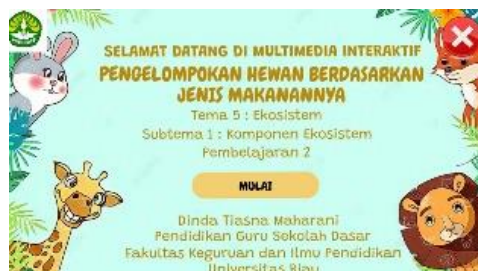 SELAMAT DATANG DI MULTIMEDIA INTERAKTIF
PENGELOMPOKAN HEWAN BERDASARKAN
JENIS MAKANANNYA
Tema 5 : Ekosistem
Subtema 1 : Komponen Ekosistem
Pembelajaran 2
MULAI
Dinda Tiasna Maharani
Pendidikan Guru Sekolah Dasar
Fakultas Keguruan dan Ilmu Pendidikan
Universitas Riau